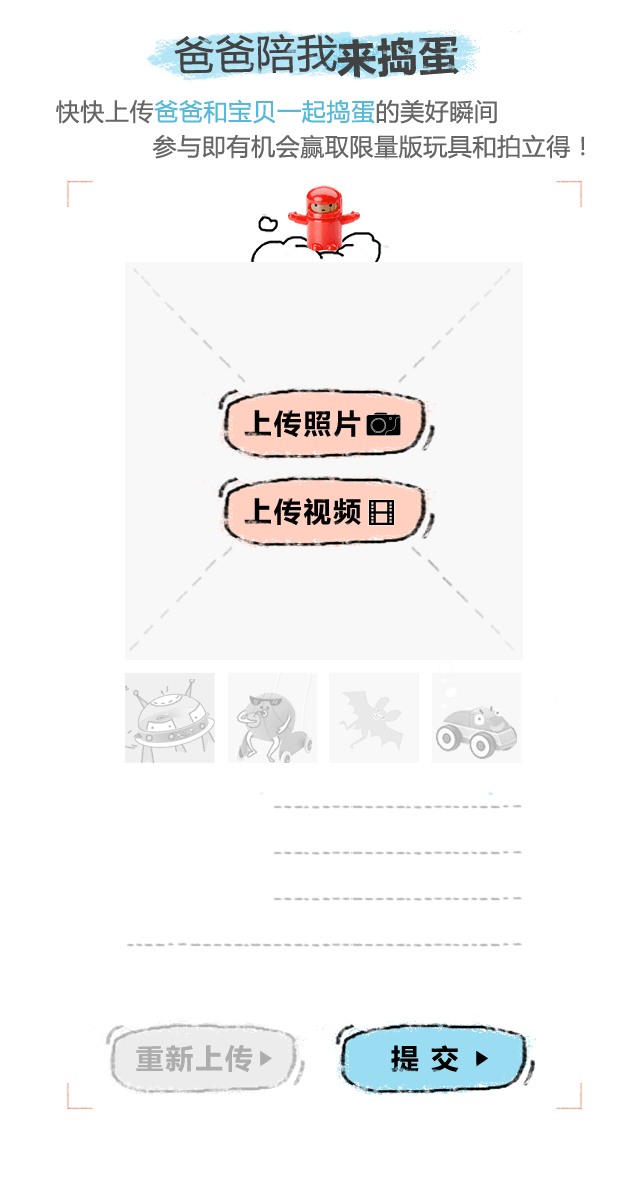 爸爸陪我来捣蛋
快快上传爸爸和宝贝一起捣蛋的美好瞬间
参与即有机会赢取限量版玩具和拍立得！
上传照片
上传视频
重新上传
提交